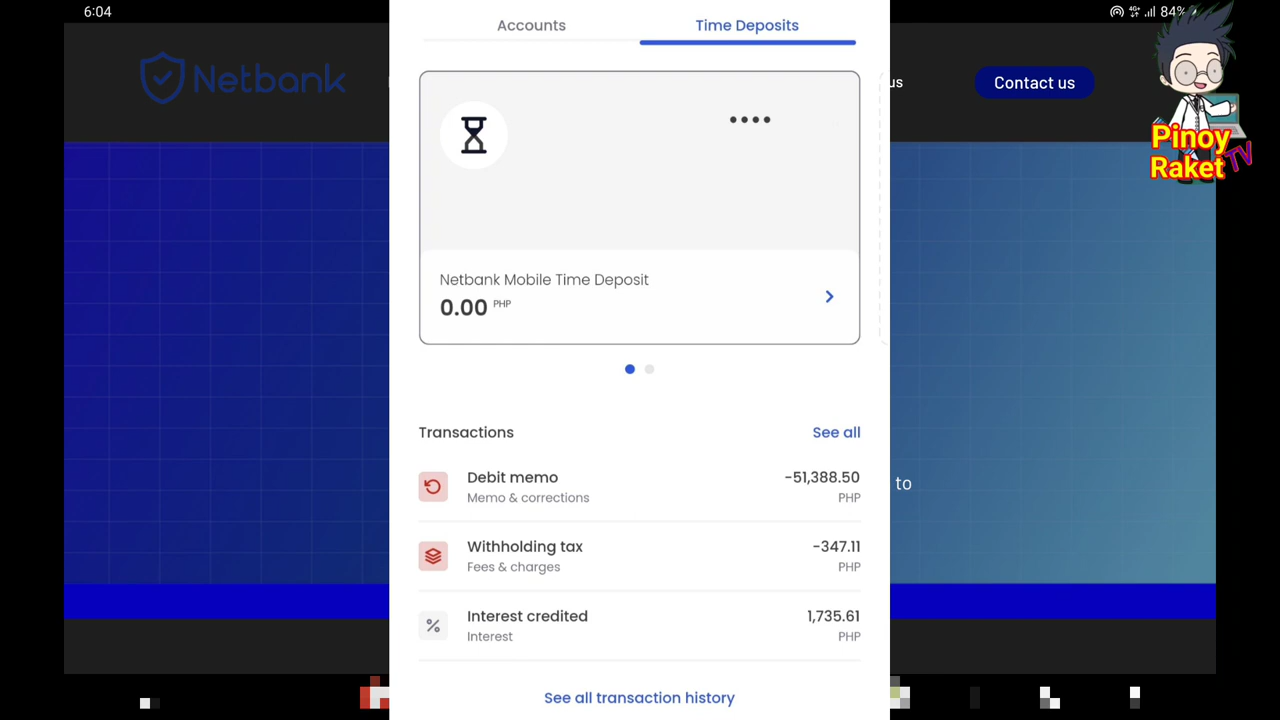 6:04
84%
Netbank
us
Contact us
Pinoy
Raket TV
Accounts
Time Deposits
Netbank Mobile Time Deposit
0.00 PHP
Transactions
See all
Debit memo
-51,388.50
Memo & corrections
PHP
to
Withholding tax
-347.11
Fees & charges
PHP
Interest credited
1,735.61
Interest
PHP
See all transaction history